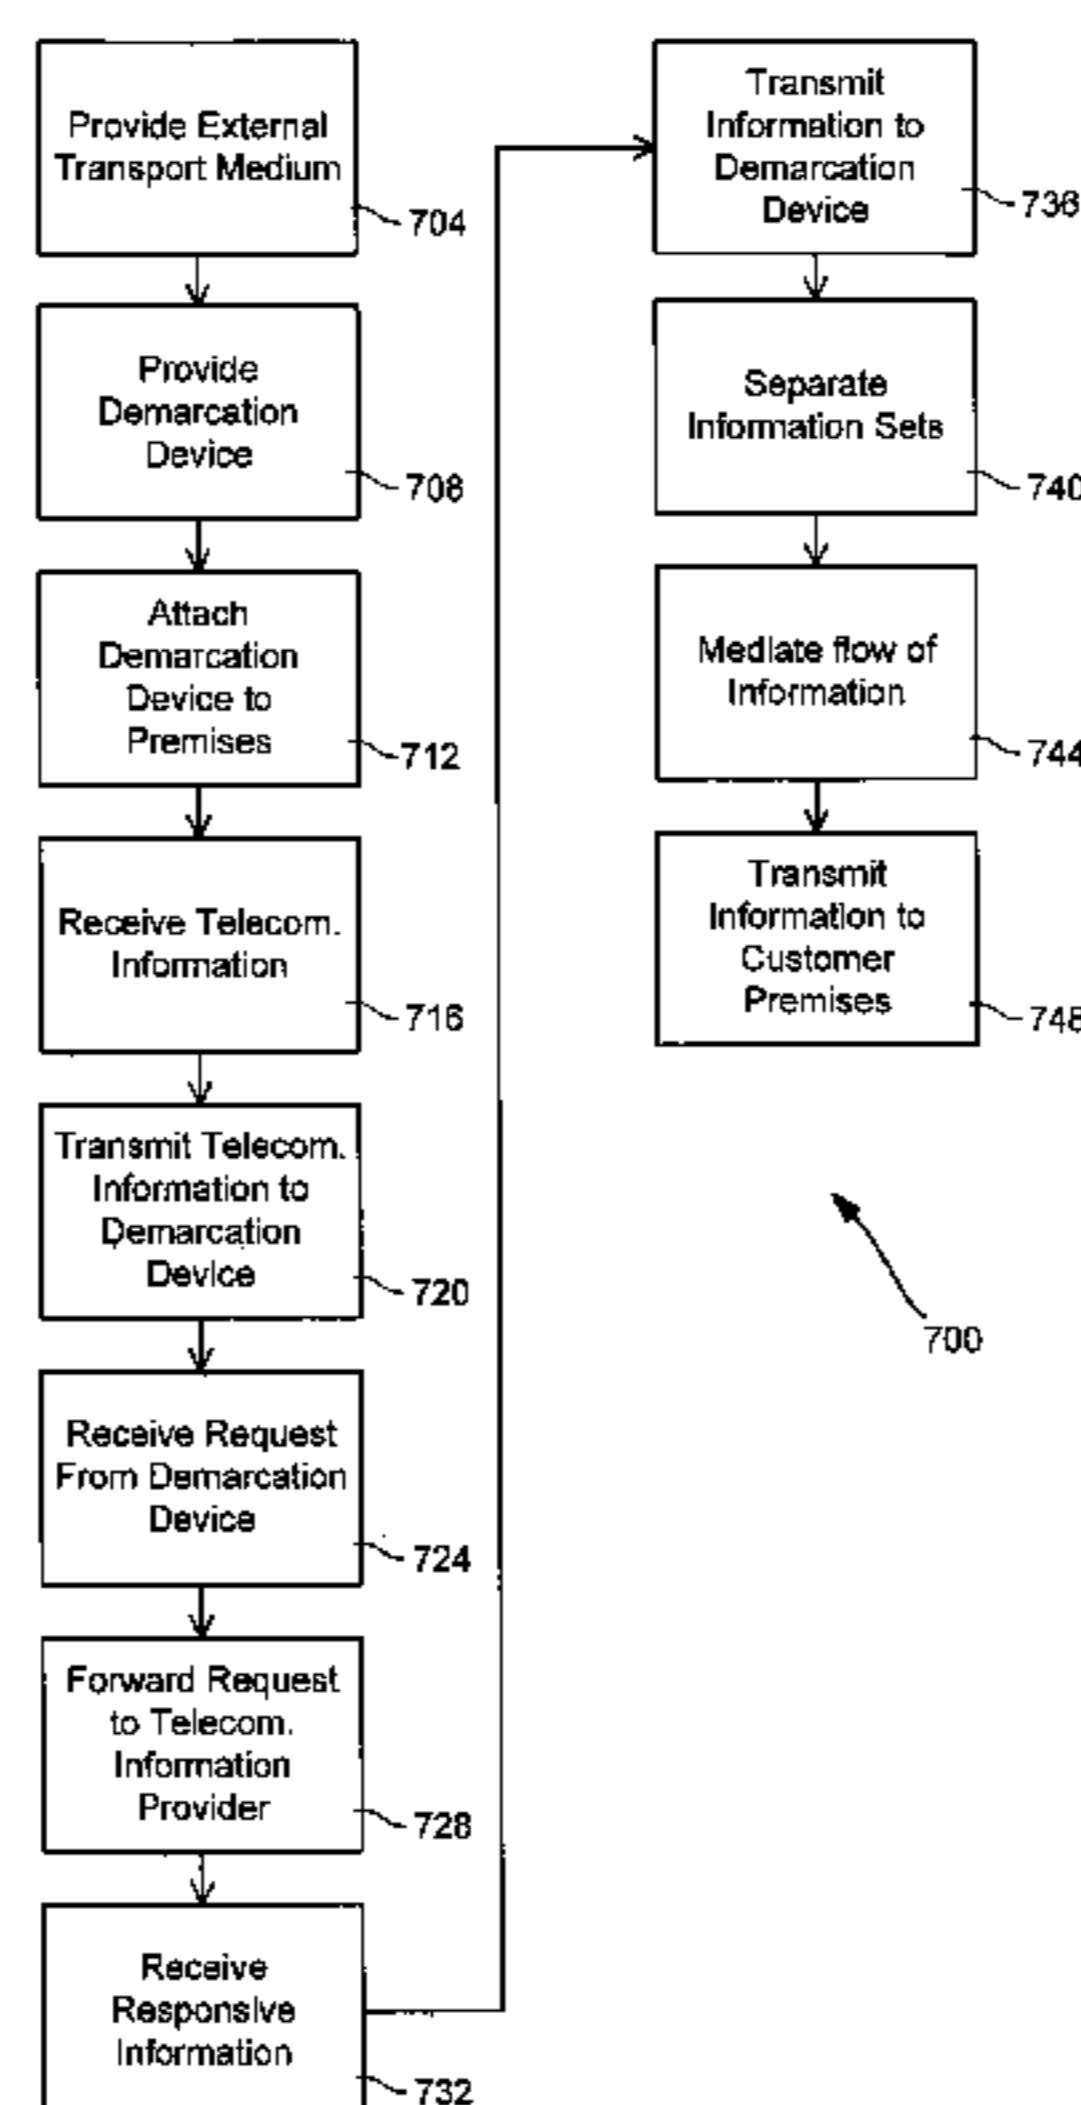 Provide External
Transport Medium
704
Provide
Demarcation
Device
708
Attach
Demarcation
Device to
Premises
712
Receive Telecom.
Information
716
Transmit Telecom.
Information to
Demarcation
Device
720
Receive Request
From Demarcation
Device
724
Forward Request
to Telecom.
Information
Provider
728
Receive
Responsive
Information
732
Transmit
Information to
Demarcation
Device
736
Separate
Information Sets
740
Mediate flow of
Information
744
Transmit
Information to
Customer
Premises
748
700